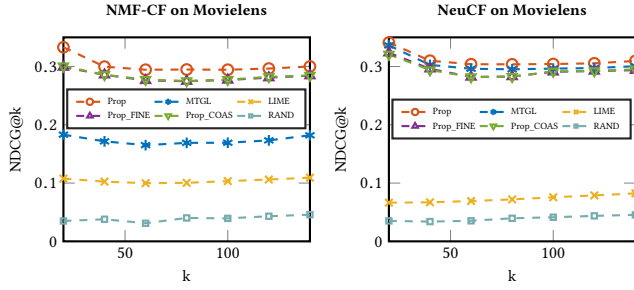 NMF-CF on Movielens
NDCG@k
0.3
0.2
0.1
0
Prop MTGL LIME
Prop_FINE Prop_COAS RAND
50 100
k
NeuCF on Movielens
NDCG@k
0.3
0.2
0.1
0
Prop MTGL LIME
Prop_FINE Prop_COAS RAND
50 100
k